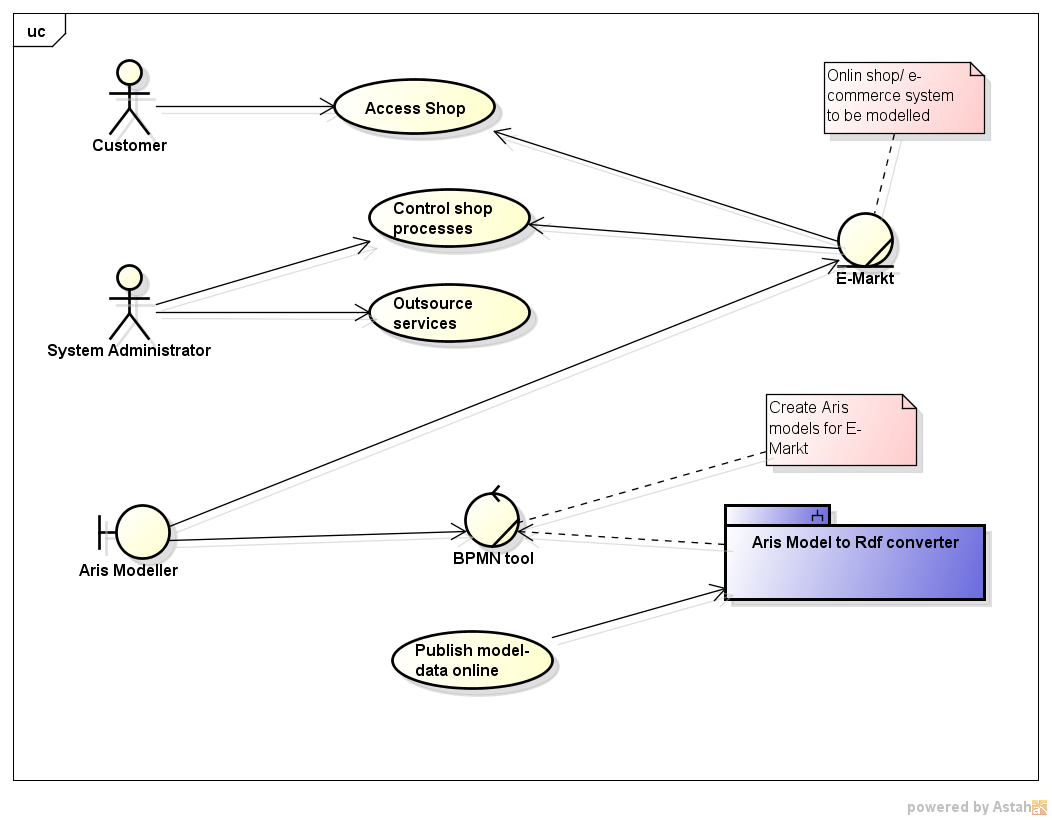 uc
Customer
Access Shop
Onlin shop/ e-
commerce system
to be modelled
Control shop
processes
E-Markt
System Administrator
Outsource
services
Create Aris
models for E-
Markt
Aris Modeller
BPMN tool
Aris Model to Rdf converter
Publish model-
data online
powered by Astah